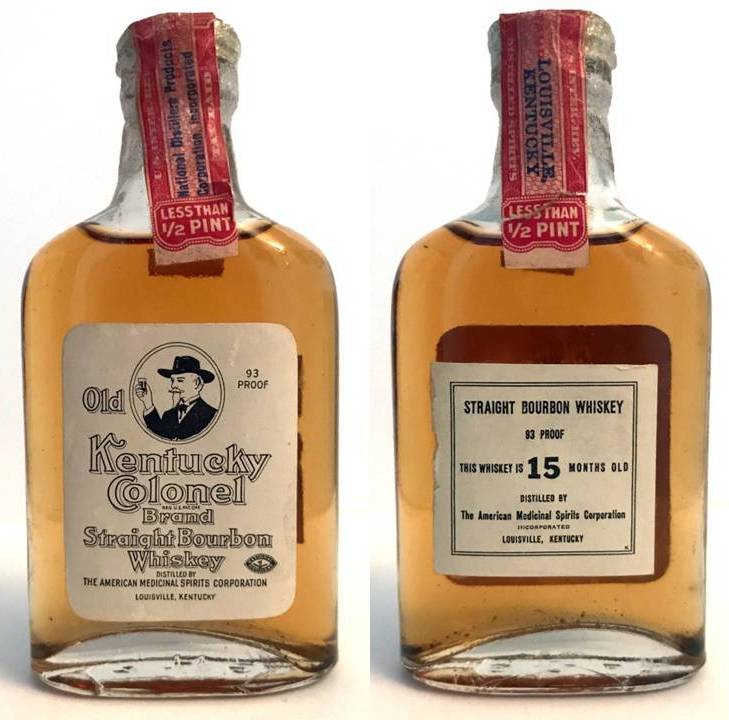 National Distillers Products
Corporation, Incorporated
LESS THAN
1/2 PINT
93
PROOF
Old
Kentucky
Colonel
Brand
Straight Bourbon
Whiskey
DISTILLED BY
THE AMERICAN MEDICINAL SPIRITS CORPORATION
LOUISVILLE, KENTUCKY
LOUISVILLE,
KENTUCKY
DISTILLED SPIRITS
LESS THAN
1/2 PINT
STRAIGHT BOURBON WHISKEY
93 PROOF
THIS WHISKEY IS 15 MONTHS OLD
DISTILLED BY
The American Medicinal Spirits Corporation
INCORPORATED
LOUISVILLE, KENTUCKY